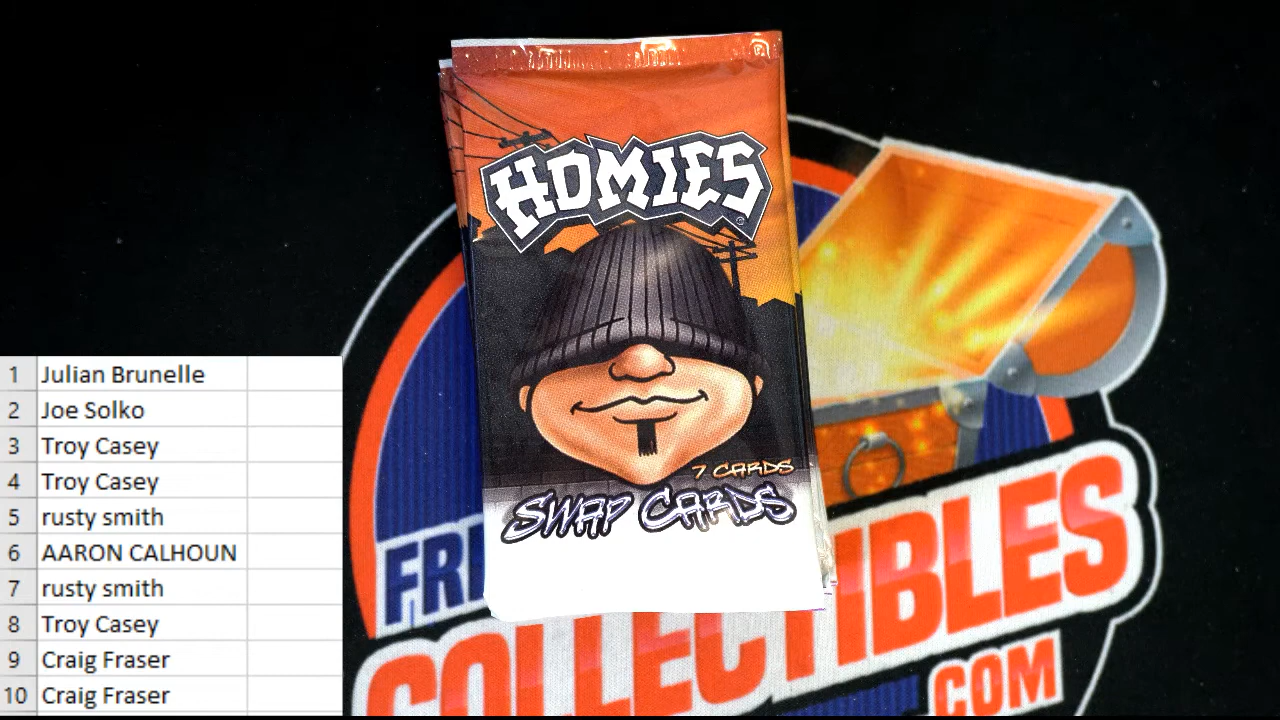 HOMIES
®
7 CARDS
SWAP CARDS
FRI
COLLECTIBLES
.COM
1 Julian Brunelle
2 Joe Solko
3 Troy Casey
4 Troy Casey
5 rusty smith
6 AARON CALHOUN
7 rusty smith
8 Troy Casey
9 Craig Fraser
10 Craig Fraser